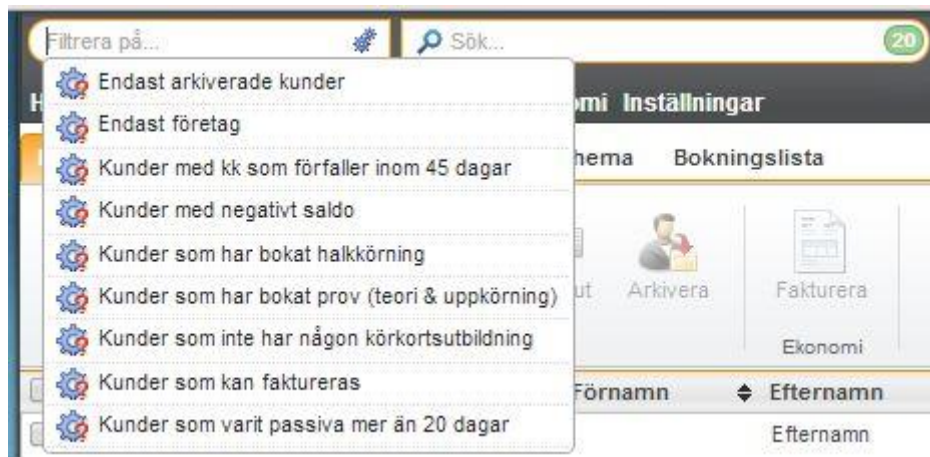 Filtrera på...
Sök...
20
Endast arkiverade kunder
Inställningar
Endast företag
Bokningslista
Kunder med kk som förfaller inom 45 dagar
Kunder med negativt saldo
Kunder som har bokat halkkörning
Kunder som har bokat prov (teori & uppkörning)
Arkivera
Fakturera
Kunder som inte har någon körkortsutbildning
Ekonomi
Kunder som kan faktureras
Förnamn
Efternamn
Kunder som varit passiva mer än 20 dagar
Efternamn